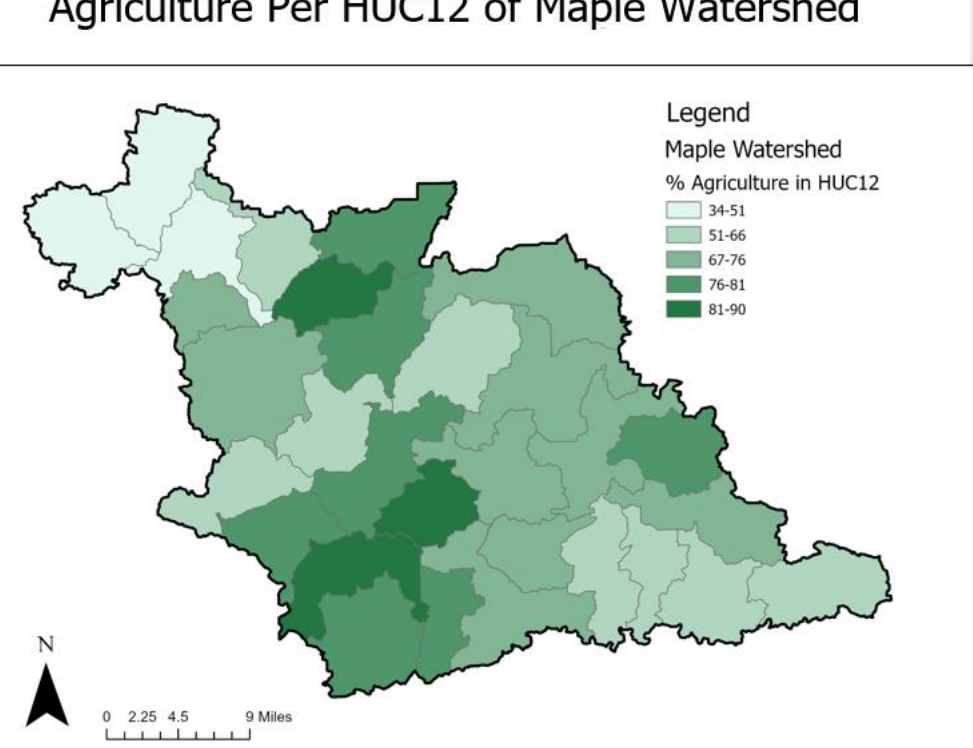 Agriculture Per HUC12 of Maple Watershed
Legend
Maple Watershed
% Agriculture in HUC12
34-51
51-66
67-76
76-81
81-90
N
0 2.25 4.5 9 Miles